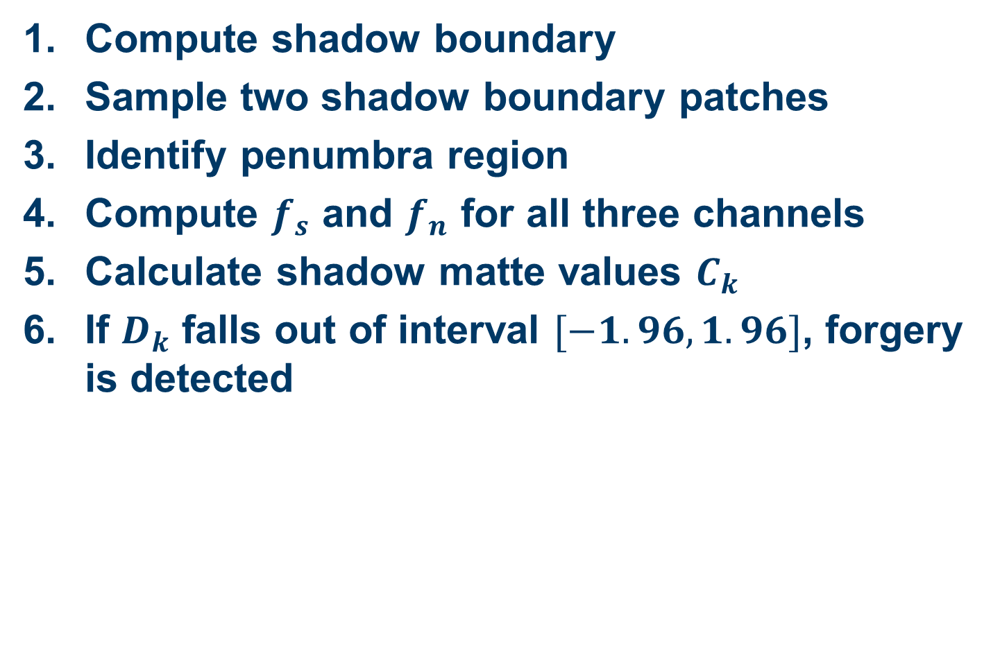 1. Compute shadow boundary
2. Sample two shadow boundary patches
3. Identify penumbra region
4. Compute $f_s$ and $f_n$ for all three channels
5. Calculate shadow matte values $C_k$
6. If $D_k$ falls out of interval $[-1.96, 1.96]$, forgery
is detected